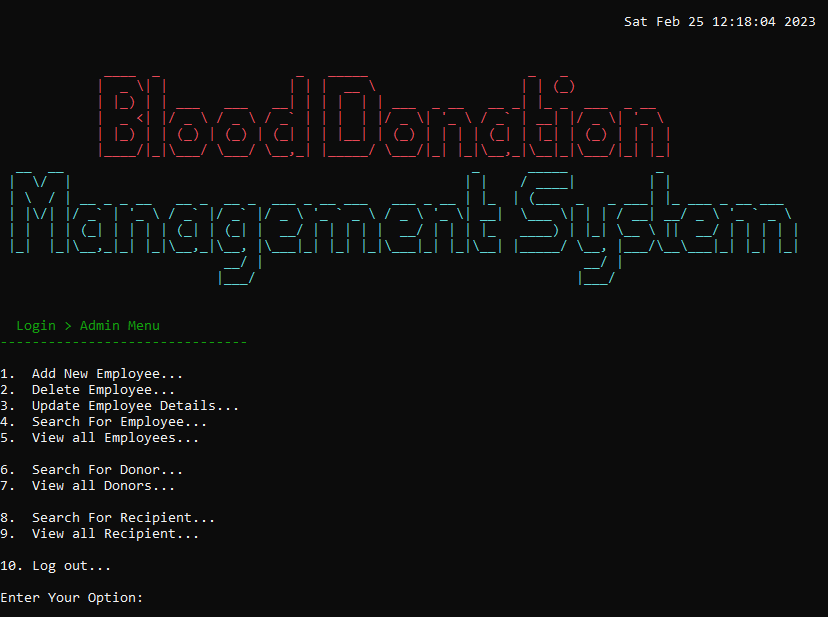 Sat Feb 25 12:18:04 2023
Blood Donation
Management System
Login > Admin Menu
-------------------------------
1. Add New Employee...
2. Delete Employee...
3. Update Employee Details...
4. Search For Employee...
5. View all Employees...
6. Search For Donor...
7. View all Donors...
8. Search For Recipient...
9. View all Recipient...
10. Log out...
Enter Your Option: